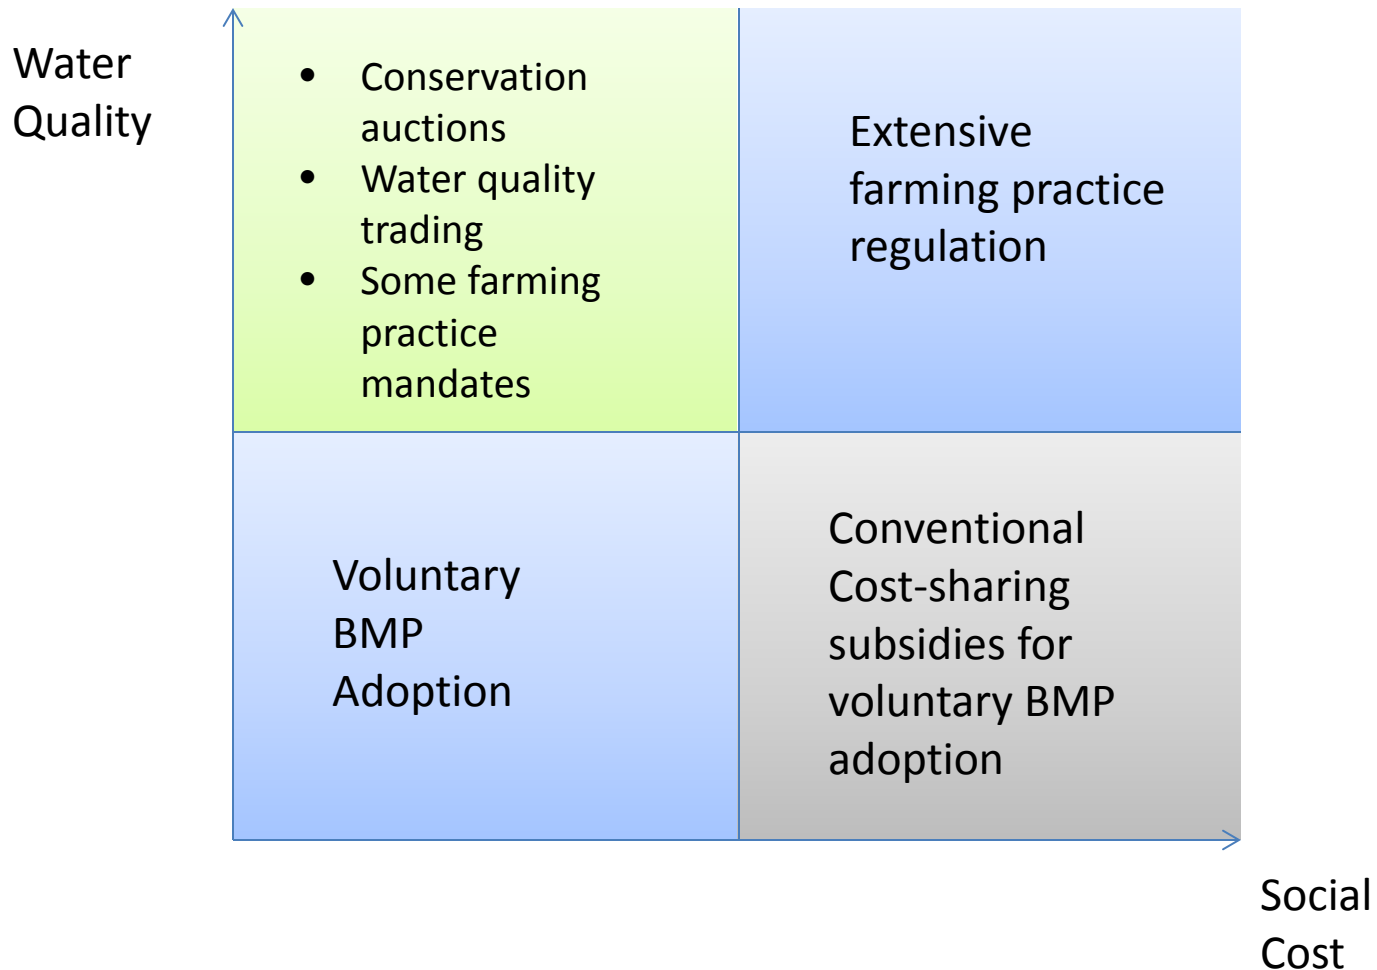 Water
Quality
• Conservation
auctions
• Water quality
trading
• Some farming
practice
mandates
Extensive
farming practice
regulation
Voluntary
BMP
Adoption
Conventional
Cost-sharing
subsidies for
voluntary BMP
adoption
Social
Cost